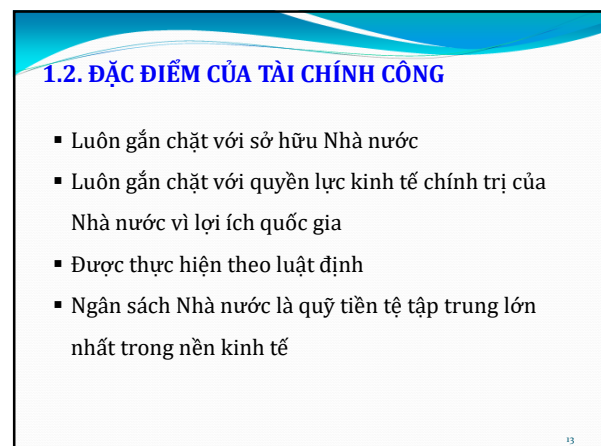 1.2. ĐẶC ĐIỂM CỦA TÀI CHÍNH CÔNG
▪ Luôn gắn chặt với sở hữu Nhà nước
▪ Luôn gắn chặt với quyền lực kinh tế chính trị của
Nhà nước vì lợi ích quốc gia
▪ Được thực hiện theo luật định
▪ Ngân sách Nhà nước là quỹ tiền tệ tập trung lớn
nhất trong nền kinh tế
13